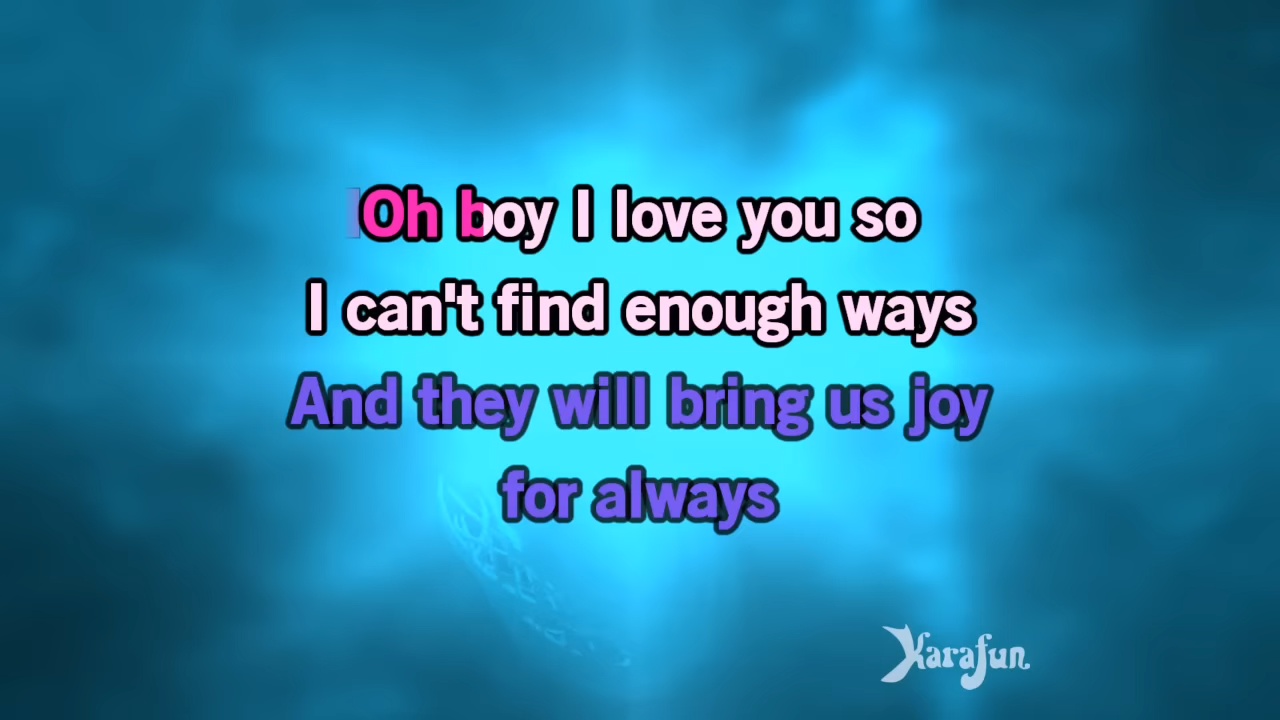 Oh boy I love you so
I can't find enough ways
And they will bring us joy
for always
Karafun